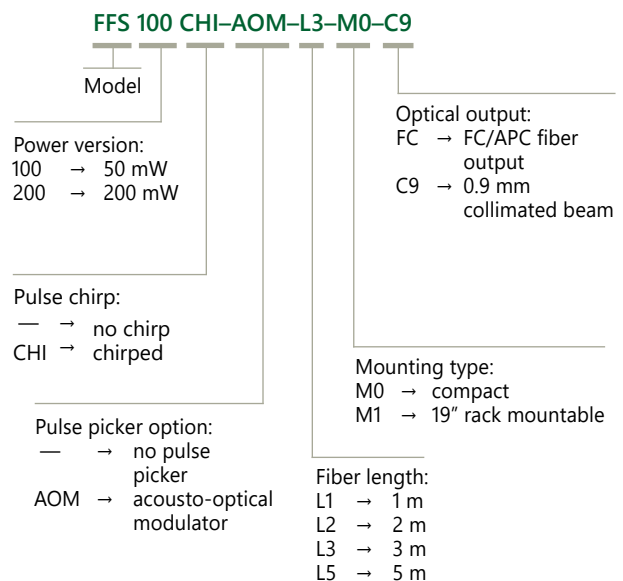 FFS 100 CHI–AOM–L3–M0–C9
Model
Power version:
100 → 50 mW
200 → 200 mW
Optical output:
FC → FC/APC fiber
output
C9 → 0.9 mm
collimated beam
Pulse chirp:
— → no chirp
CHI → chirped
Mounting type:
M0 → compact
M1 → 19″ rack mountable
Pulse picker option:
— → no pulse
picker
AOM → acousto-optical
modulator
Fiber length:
L1 → 1 m
L2 → 2 m
L3 → 3 m
L5 → 5 m